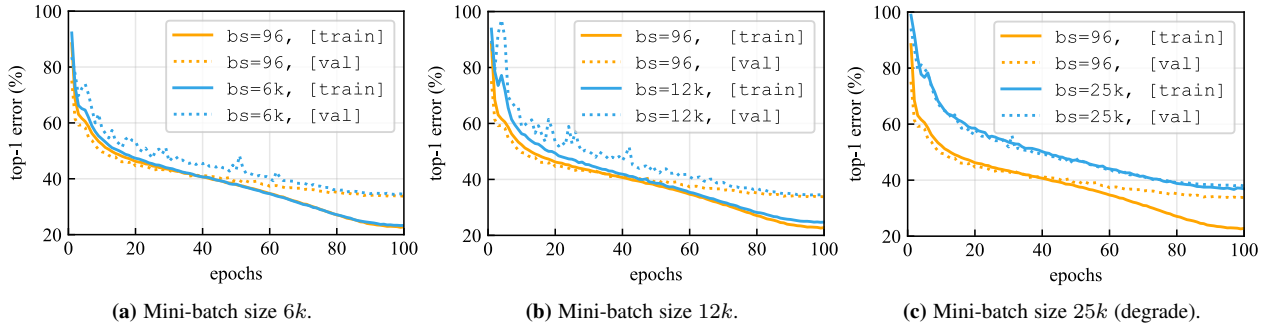 100
80
60
40
20
top-1 error (%)
bs=96, [train]
bs=96, [val]
bs=6k, [train]
bs=6k, [val]
0 20 40 60 80 100
epochs
(a) Mini-batch size 6k.
100
80
60
40
20
top-1 error (%)
bs=96, [train]
bs=96, [val]
bs=12k, [train]
bs=12k, [val]
0 20 40 60 80 100
epochs
(b) Mini-batch size 12k.
100
80
60
40
20
top-1 error (%)
bs=96, [train]
bs=96, [val]
bs=25k, [train]
bs=25k, [val]
0 20 40 60 80 100
epochs
(c) Mini-batch size 25k (degrade).